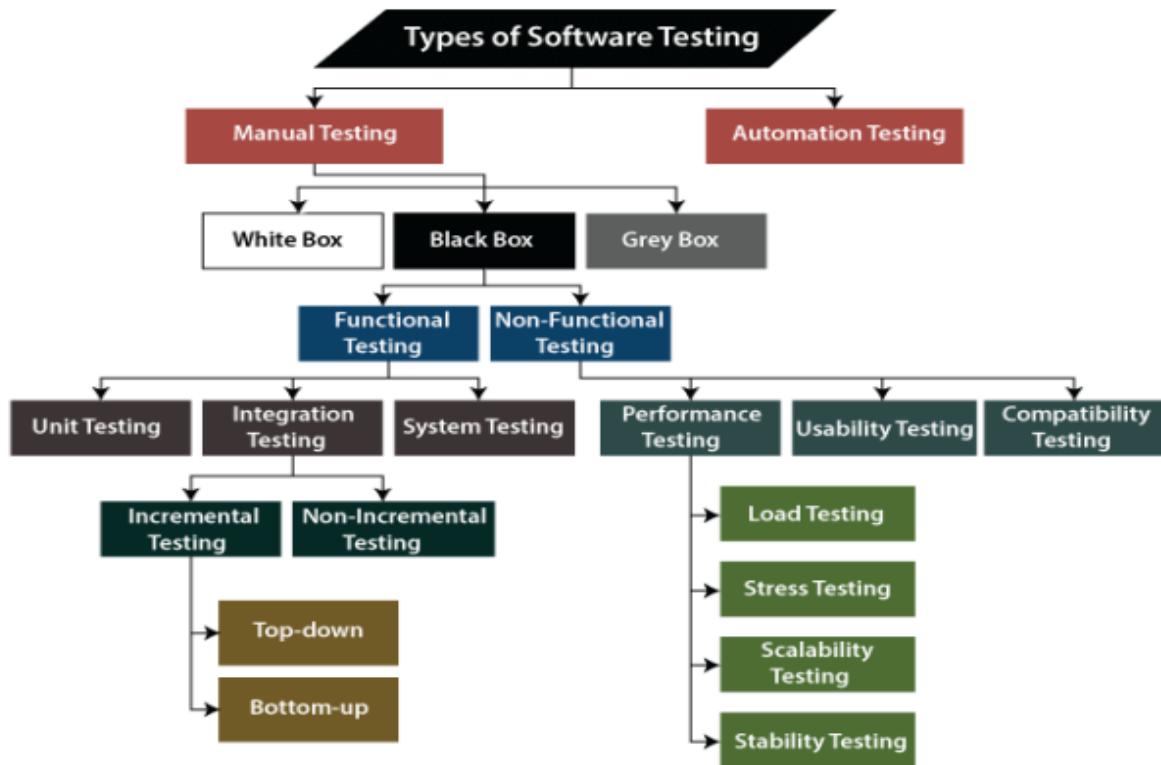 Types of Software Testing
Manual Testing
Automation Testing
White Box
Black Box
Grey Box
Functional
Testing
Non-Functional
Testing
Unit Testing
Integration
Testing
System Testing
Performance
Testing
Usability Testing
Compatibility
Testing
Incremental
Testing
Non-Incremental
Testing
Load Testing
Stress Testing
Top-down
Scalability
Testing
Bottom-up
Stability Testing